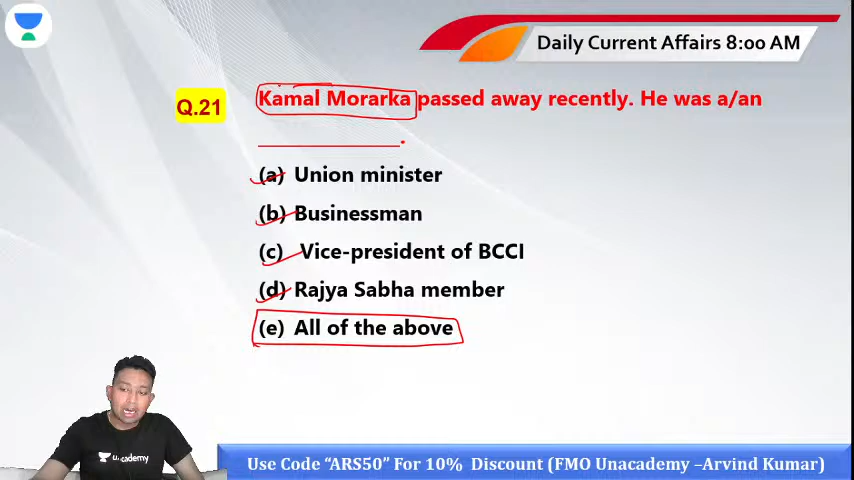 Daily Current Affairs 8:00 AM
Q.21
Kamal Morarka passed away recently. He was a/an
____________.
(a) Union minister
(b) Businessman
(c) Vice-president of BCCI
(d) Rajya Sabha member
(e) All of the above
unacademy
Use Code “ARS50” For 10% Discount (FMO Unacademy –Arvind Kumar)